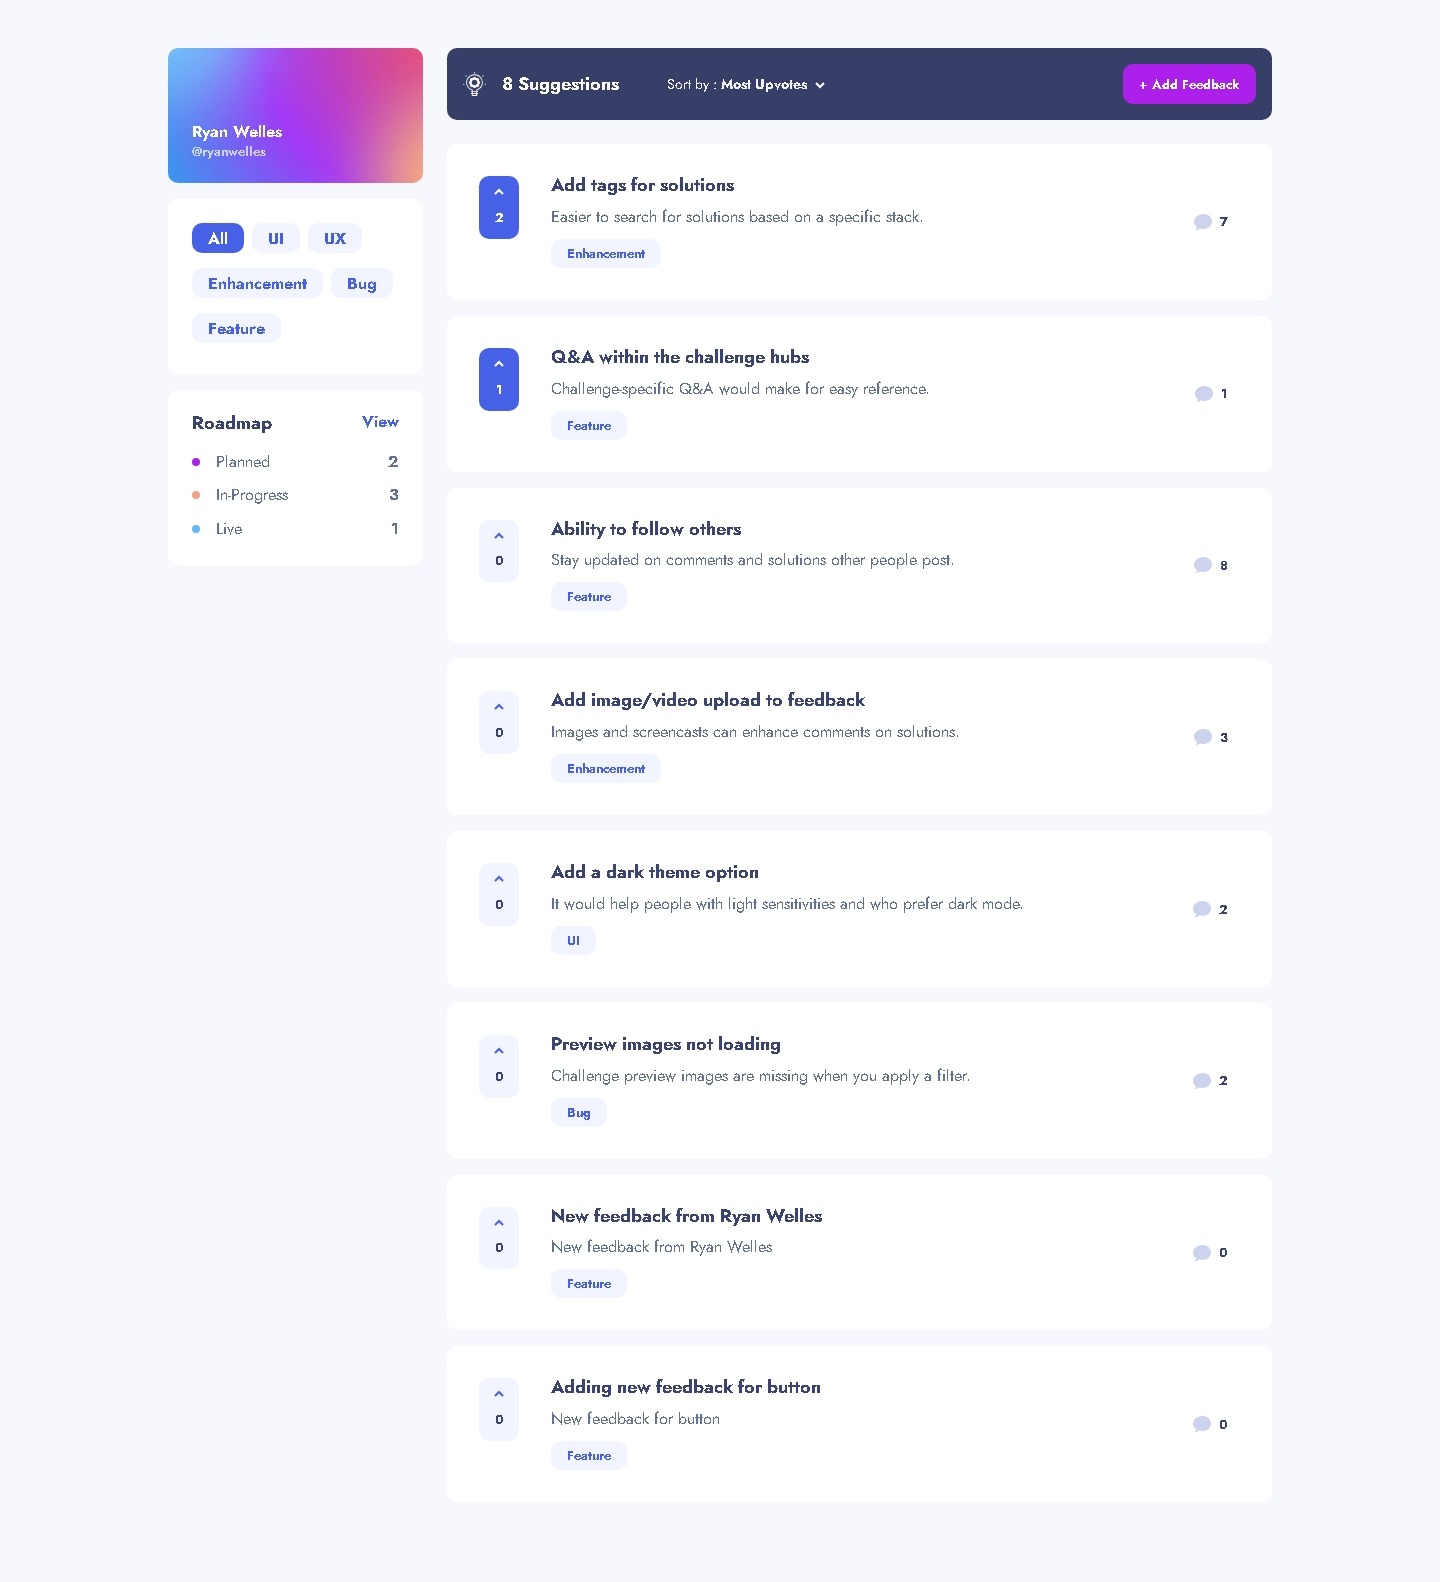 Ryan Welles
@ryanwelles
All UI UX
Enhancement Bug
Feature
Roadmap View
Planned 2
In-Progress 3
Live 1
8 Suggestions Sort by : Most Upvotes + Add Feedback
Add tags for solutions
2
Easier to search for solutions based on a specific stack.
7
Enhancement
Q&A within the challenge hubs
1
Challenge-specific Q&A would make for easy reference.
1
Feature
Ability to follow others
0
Stay updated on comments and solutions other people post.
8
Feature
Add image/video upload to feedback
0
Images and screencasts can enhance comments on solutions.
3
Enhancement
Add a dark theme option
0
It would help people with light sensitivities and who prefer dark mode.
2
UI
Preview images not loading
0
Challenge preview images are missing when you apply a filter.
2
Bug
New feedback from Ryan Welles
0
New feedback from Ryan Welles
0
Feature
Adding new feedback for button
0
New feedback for button
0
Feature